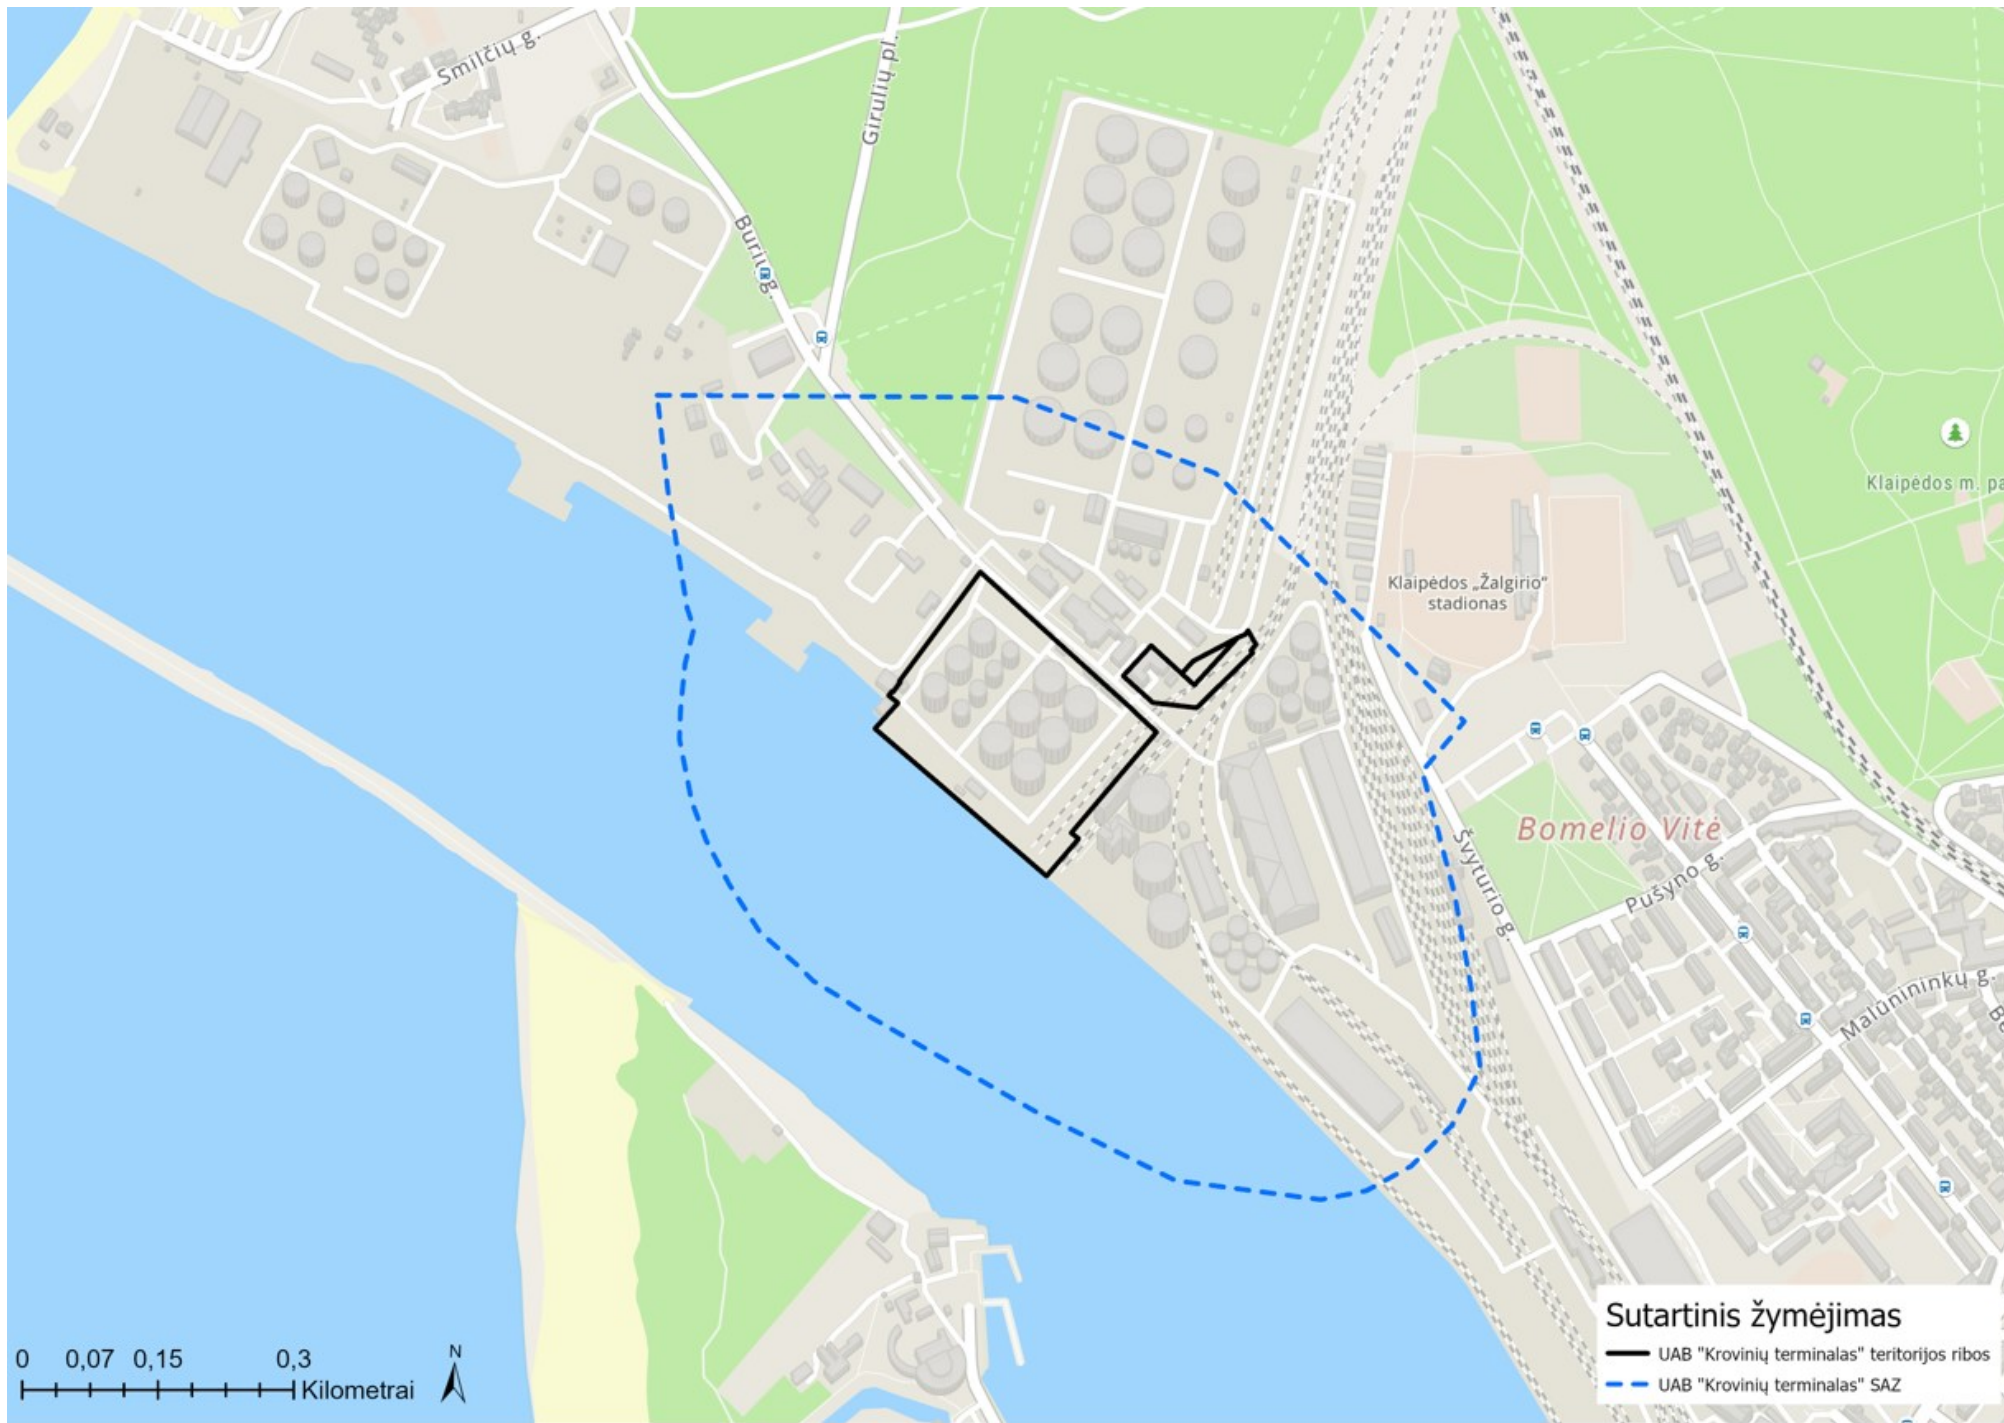 Smilčių g.
Girulių pl.
Burių g.
Klaipėdos m. pa
Klaipėdos „Žalgirio“
stadionas
Bomelio Vitė
Švyturio g.
Pušyno g.
Malūnininkų g.
0 0,07 0,15 0,3
Kilometrai
N
Sutartinis žymėjimas
UAB "Krovinių terminalas" teritorijos ribos
UAB "Krovinių terminalas" SAZ